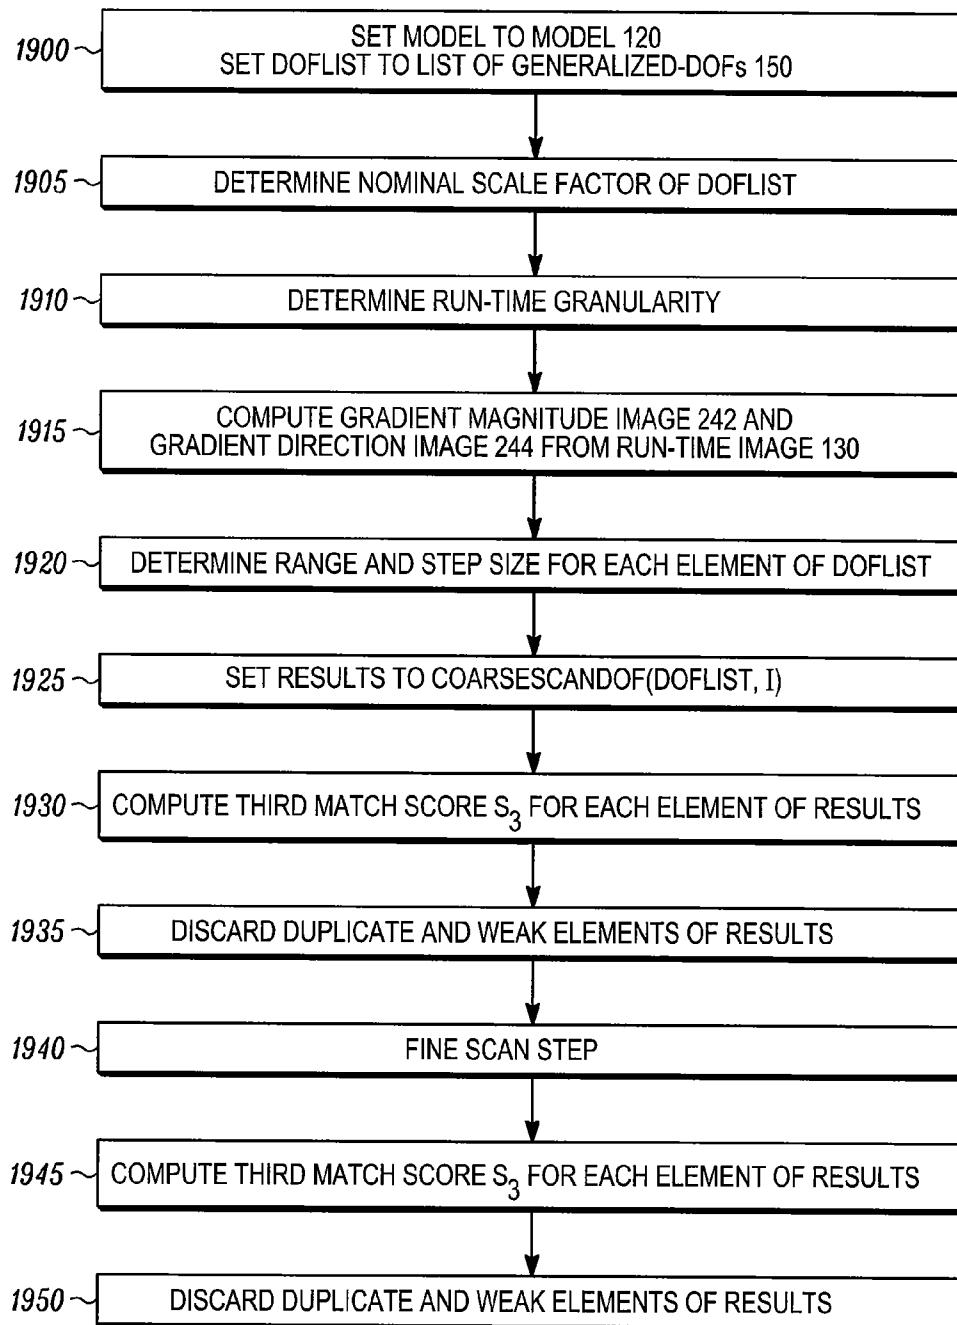 1900
SET MODEL TO MODEL 120
SET DOFLIST TO LIST OF GENERALIZED-DOFs 150
1905
DETERMINE NOMINAL SCALE FACTOR OF DOFLIST
1910
DETERMINE RUN-TIME GRANULARITY
1915
COMPUTE GRADIENT MAGNITUDE IMAGE 242 AND
GRADIENT DIRECTION IMAGE 244 FROM RUN-TIME IMAGE 130
1920
DETERMINE RANGE AND STEP SIZE FOR EACH ELEMENT OF DOFLIST
1925
SET RESULTS TO COARSESCANDOF(DOFLIST, I)
1930
COMPUTE THIRD MATCH SCORE S3 FOR EACH ELEMENT OF RESULTS
1935
DISCARD DUPLICATE AND WEAK ELEMENTS OF RESULTS
1940
FINE SCAN STEP
1945
COMPUTE THIRD MATCH SCORE S3 FOR EACH ELEMENT OF RESULTS
1950
DISCARD DUPLICATE AND WEAK ELEMENTS OF RESULTS